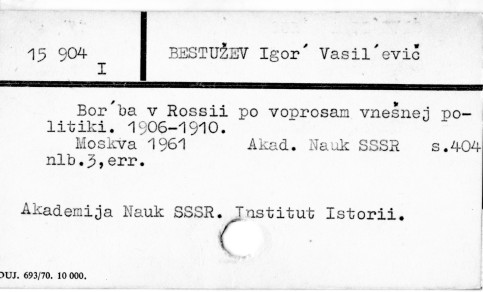 15 904
I
BESTUŽEV Igor´ Vasil´evič
Bor´ba v Rossii po voprosam vnešnej po-
litiki. 1906-1910.
Moskva 1961 Akad. Nauk SSSR s.404
nlb.3,err.
Akademija Nauk SSSR. Institut Istorii.
DUJ. 693/70. 10 000.